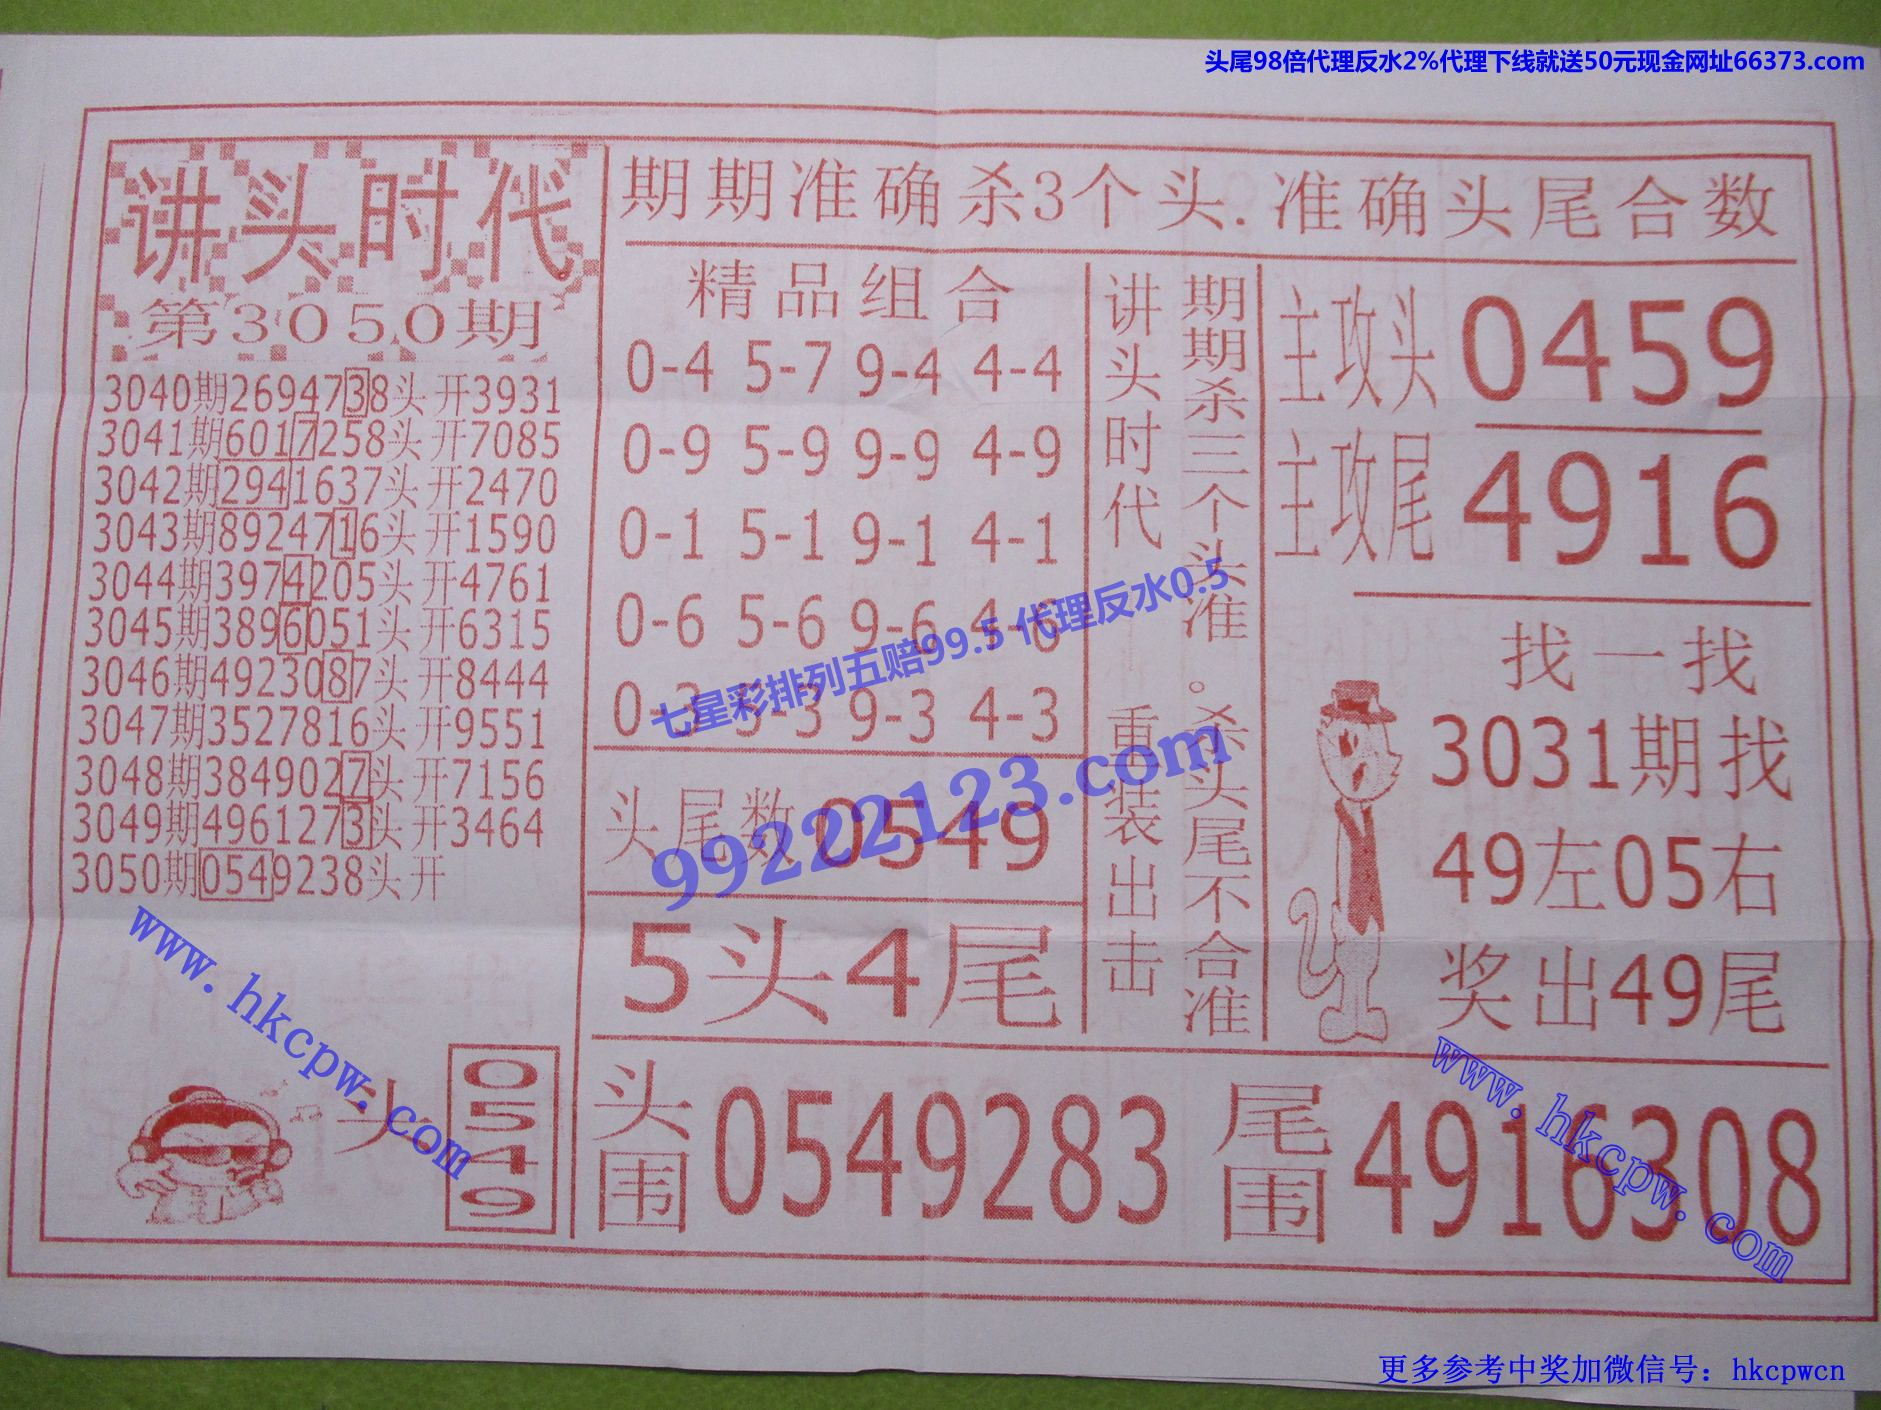 头尾98倍代理反水2%代理下线就送50元现金网址66373.com
讲头时代
第3050期
3040期2694738头开3931
3041期6017258头开7085
3042期2941637头开2470
3043期8924716头开1590
3044期3974205头开4761
3045期3896051头开6315
3046期4923087头开8444
3047期3527816头开9551
3048期3849027头开7156
3049期4961273头开3464
3050期0549238头开
头
0549
期期准确杀3个头.准确头尾合数
精品组合
0-4 5-7 9-4 4-4
0-9 5-9 9-9 4-9
0-1 5-1 9-1 4-1
0-6 5-6 9-6 4-6
0-3 5-3 9-3 4-3
头尾数0549
5头4尾
讲头时代 重装出击
期期杀三个头准。杀头尾不合准
主攻头 0459
主攻尾 4916
找一找
3031期找
49左05右
奖出49尾
头围 0549283
尾围 4916308
七星彩排列五赔99.5 代理反水0.5
99222123.com
www.hkcpw.com
www.hkcpw.com
更多参考中奖加微信号：hkcpwcn